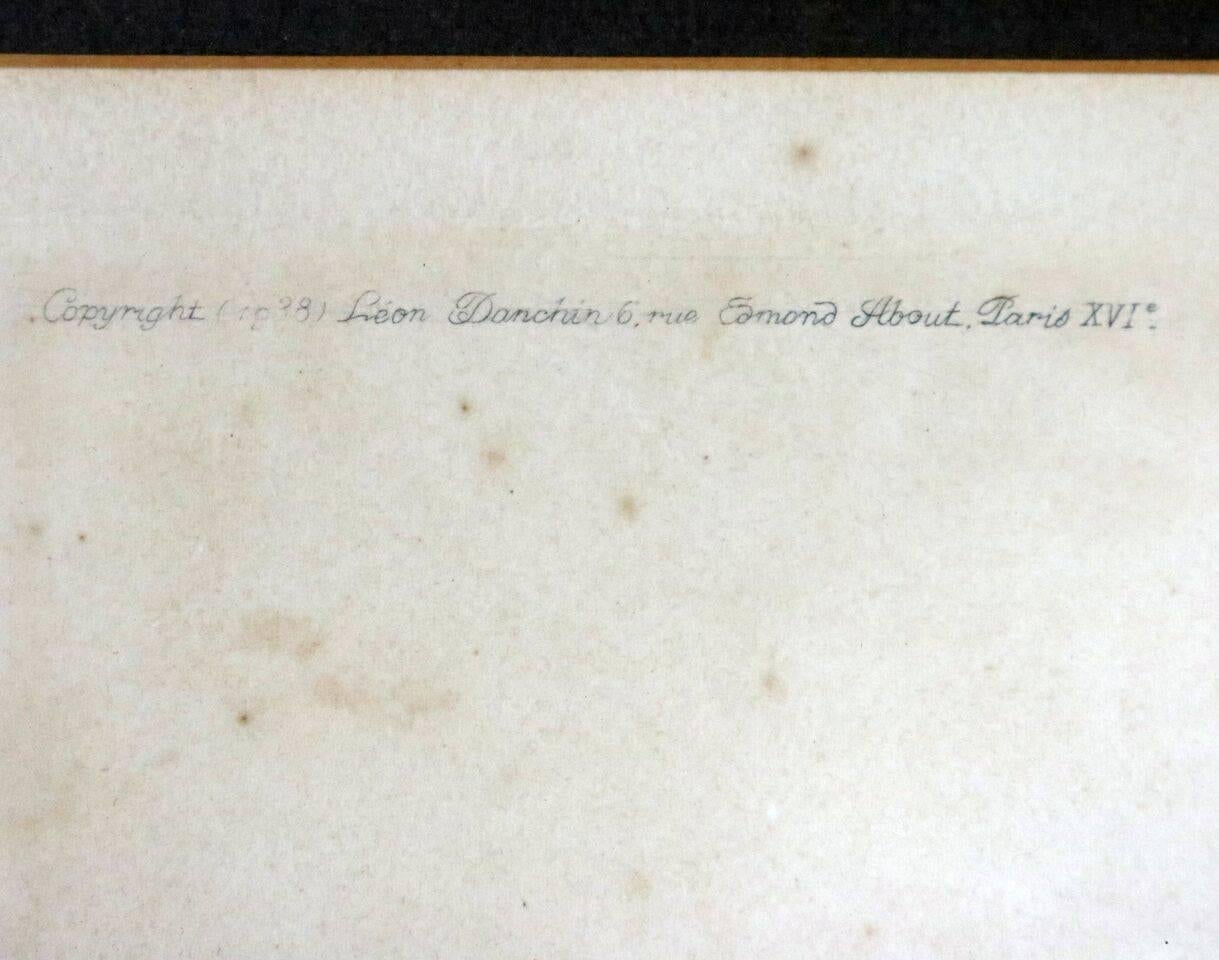 Copyright (1938) Léon Danchin 6, rue Edmond About, Paris XVIe.